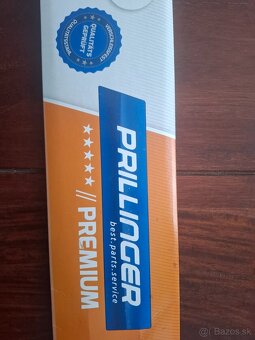 QUALITÄTS
GEPRÜFT
PRILLINGER
best.parts.service
★★★★★ // PREMIUM
bazos.sk